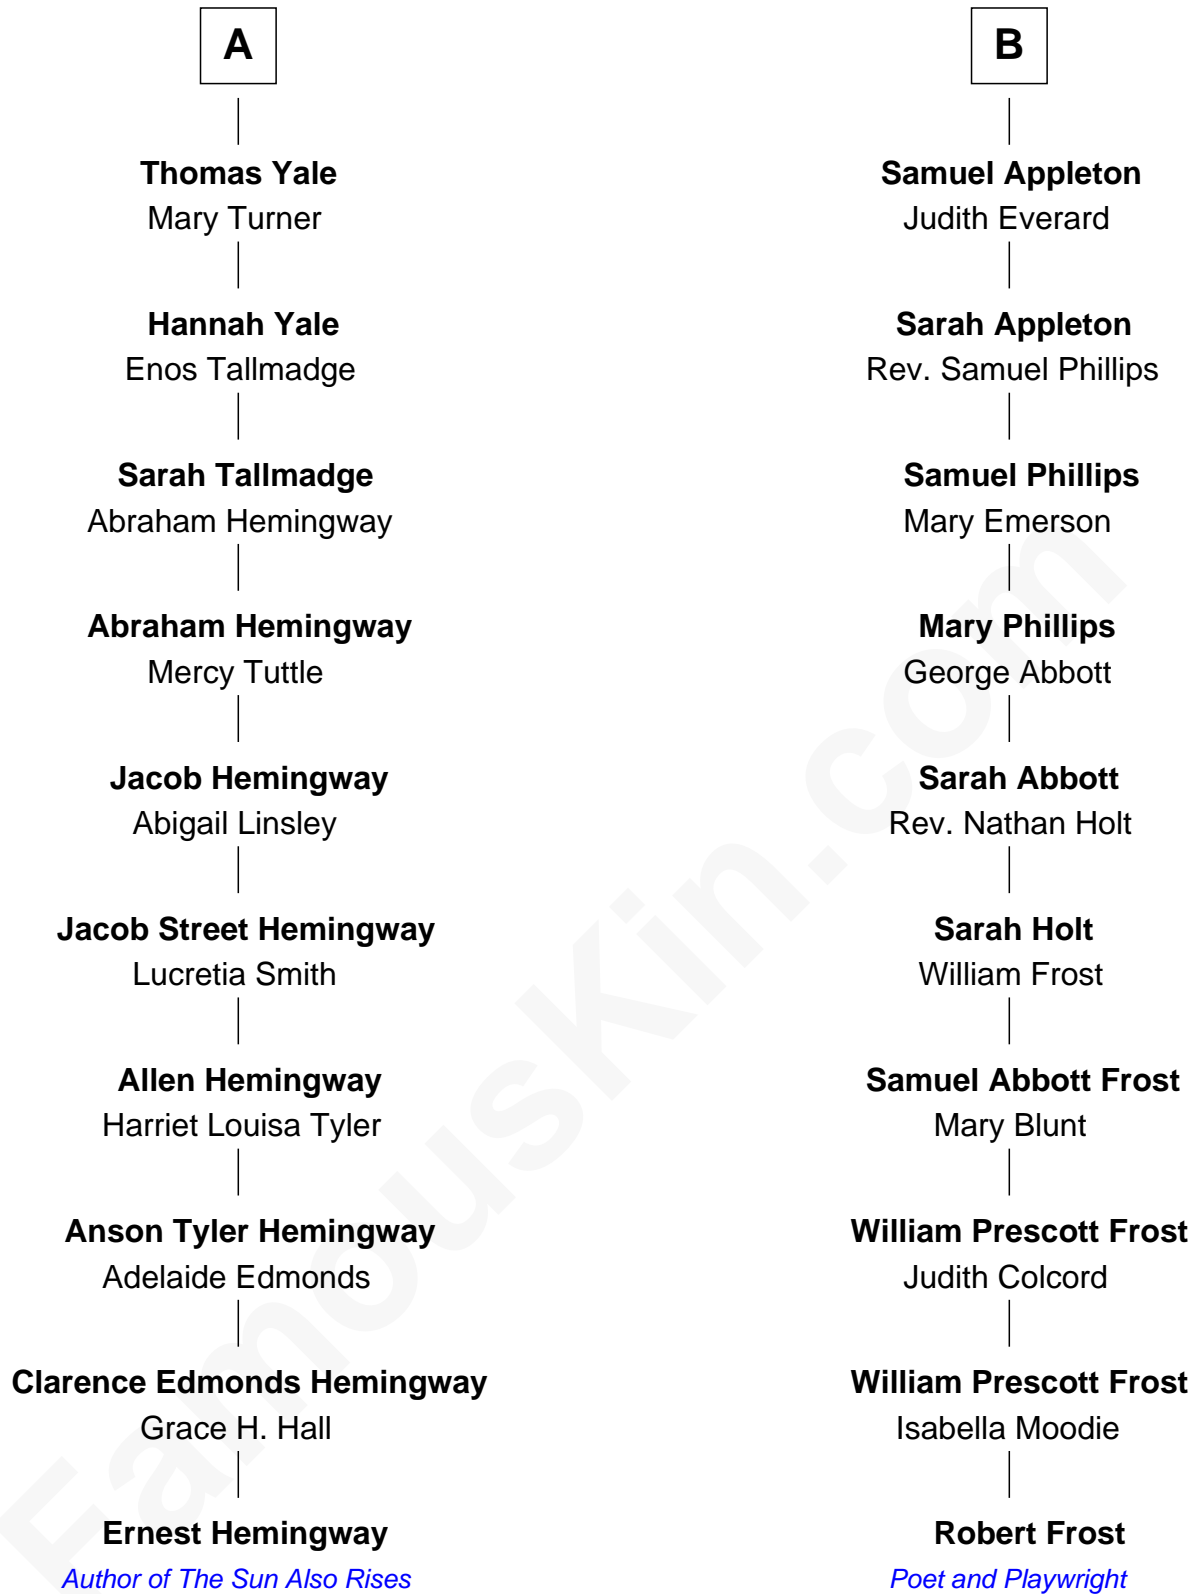 A
Thomas Yale
Mary Turner
Hannah Yale
Enos Tallmadge
Sarah Tallmadge
Abraham Hemingway
Abraham Hemingway
Mercy Tuttle
Jacob Hemingway
Abigail Linsley
Jacob Street Hemingway
Lucretia Smith
Allen Hemingway
Harriet Louisa Tyler
Anson Tyler Hemingway
Adelaide Edmonds
Clarence Edmonds Hemingway
Grace H. Hall
Ernest Hemingway
Author of The Sun Also Rises
B
Samuel Appleton
Judith Everard
Sarah Appleton
Rev. Samuel Phillips
Samuel Phillips
Mary Emerson
Mary Phillips
George Abbott
Sarah Abbott
Rev. Nathan Holt
Sarah Holt
William Frost
Samuel Abbott Frost
Mary Blunt
William Prescott Frost
Judith Colcord
William Prescott Frost
Isabella Moodie
Robert Frost
Poet and Playwright
FamousKin.com